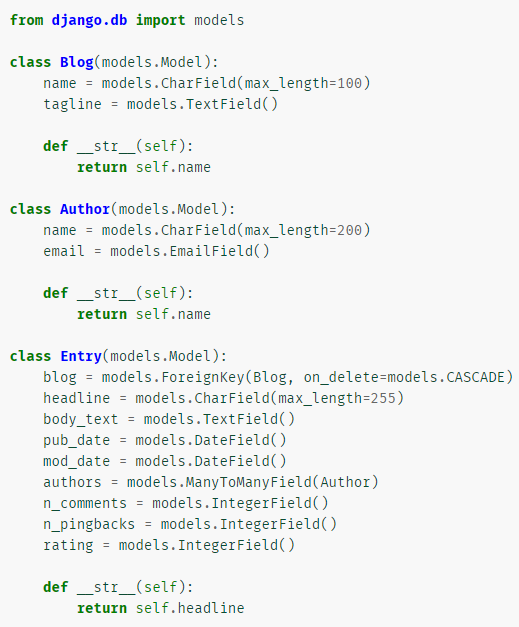 from django.db import models

class Blog(models.Model):
    name = models.CharField(max_length=100)
    tagline = models.TextField()

    def __str__(self):
        return self.name

class Author(models.Model):
    name = models.CharField(max_length=200)
    email = models.EmailField()

    def __str__(self):
        return self.name

class Entry(models.Model):
    blog = models.ForeignKey(Blog, on_delete=models.CASCADE)
    headline = models.CharField(max_length=255)
    body_text = models.TextField()
    pub_date = models.DateField()
    mod_date = models.DateField()
    authors = models.ManyToManyField(Author)
    n_comments = models.IntegerField()
    n_pingbacks = models.IntegerField()
    rating = models.IntegerField()

    def __str__(self):
        return self.headline